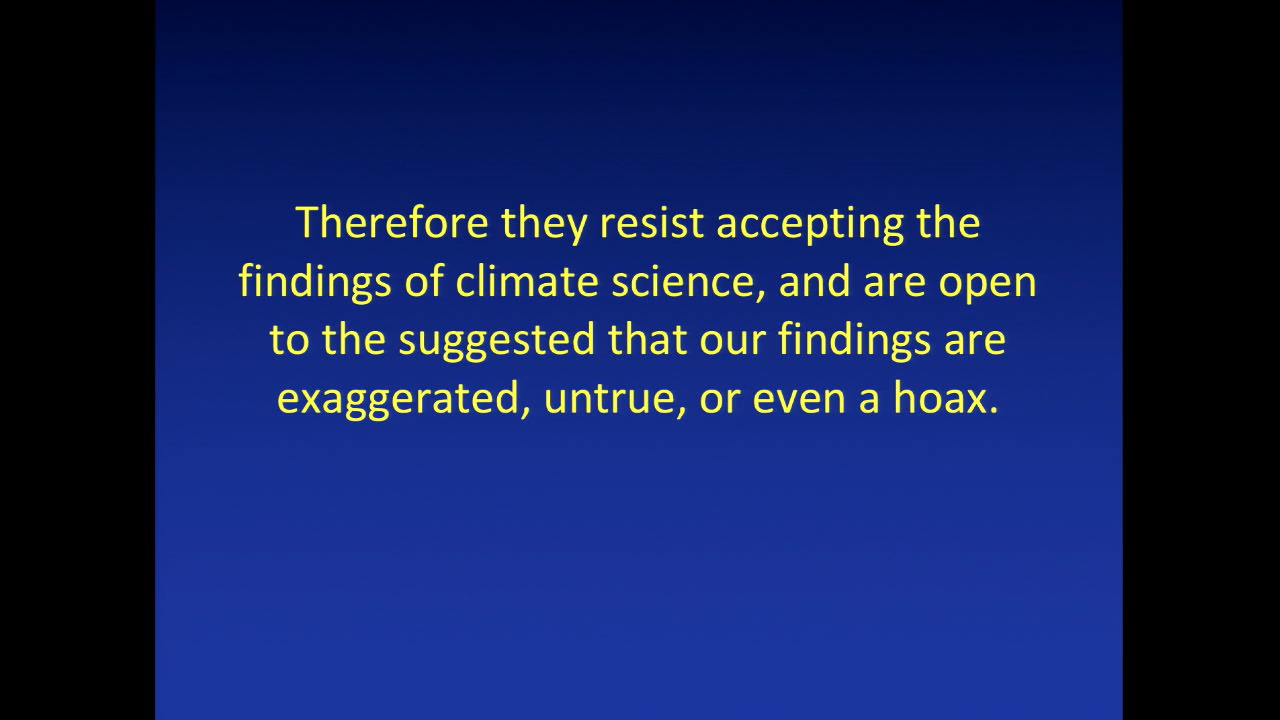 Therefore they resist accepting the
findings of climate science, and are open
to the suggested that our findings are
exaggerated, untrue, or even a hoax.